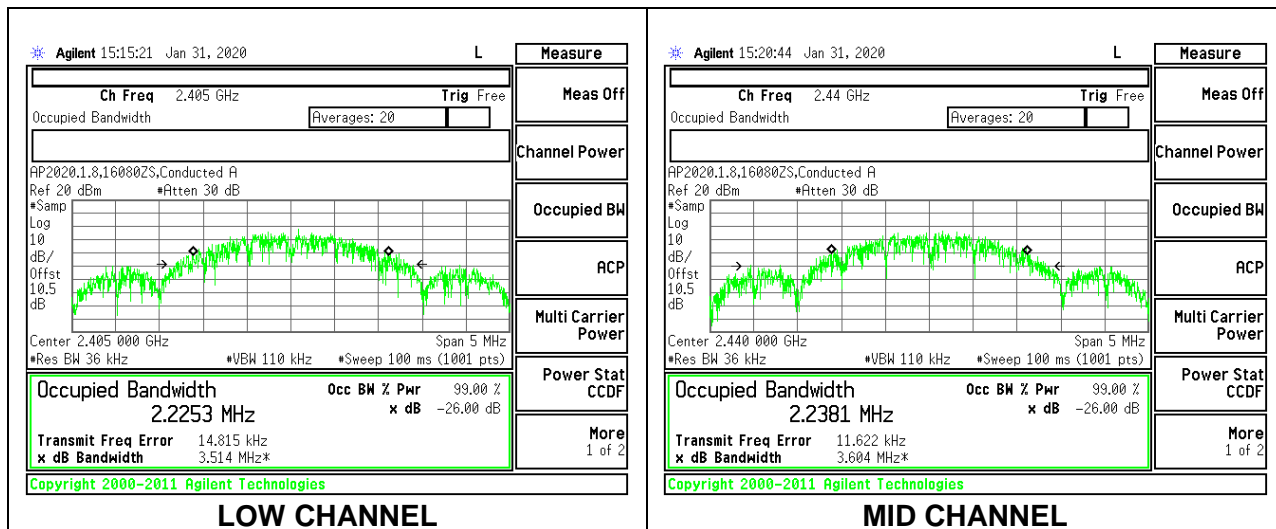 Agilent 15:15:21 Jan 31, 2020 L
Measure
Ch Freq 2.405 GHz Trig Free
Occupied Bandwidth Averages: 20
AP2020.1.8,16080ZS,Conducted A
Ref 20 dBm #Atten 30 dB
#Samp
Log
10
dB/
Offst
10.5
dB
Center 2.405 000 GHz Span 5 MHz
#Res BW 36 kHz #VBW 110 kHz #Sweep 100 ms (1001 pts)
Occupied Bandwidth Occ BW % Pwr 99.00 %
2.2253 MHz x dB -26.00 dB
Transmit Freq Error 14.815 kHz
x dB Bandwidth 3.514 MHz*
Meas Off
Channel Power
Occupied BW
ACP
Multi Carrier
Power
Power Stat
CCDF
More
1 of 2
Copyright 2000-2011 Agilent Technologies
LOW CHANNEL
Agilent 15:20:44 Jan 31, 2020 L
Measure
Ch Freq 2.44 GHz Trig Free
Occupied Bandwidth Averages: 20
AP2020.1.8,16080ZS,Conducted A
Ref 20 dBm #Atten 30 dB
#Samp
Log
10
dB/
Offst
10.5
dB
Center 2.440 000 GHz Span 5 MHz
#Res BW 36 kHz #VBW 110 kHz #Sweep 100 ms (1001 pts)
Occupied Bandwidth Occ BW % Pwr 99.00 %
2.2381 MHz x dB -26.00 dB
Transmit Freq Error 11.622 kHz
x dB Bandwidth 3.604 MHz*
Meas Off
Channel Power
Occupied BW
ACP
Multi Carrier
Power
Power Stat
CCDF
More
1 of 2
Copyright 2000-2011 Agilent Technologies
MID CHANNEL